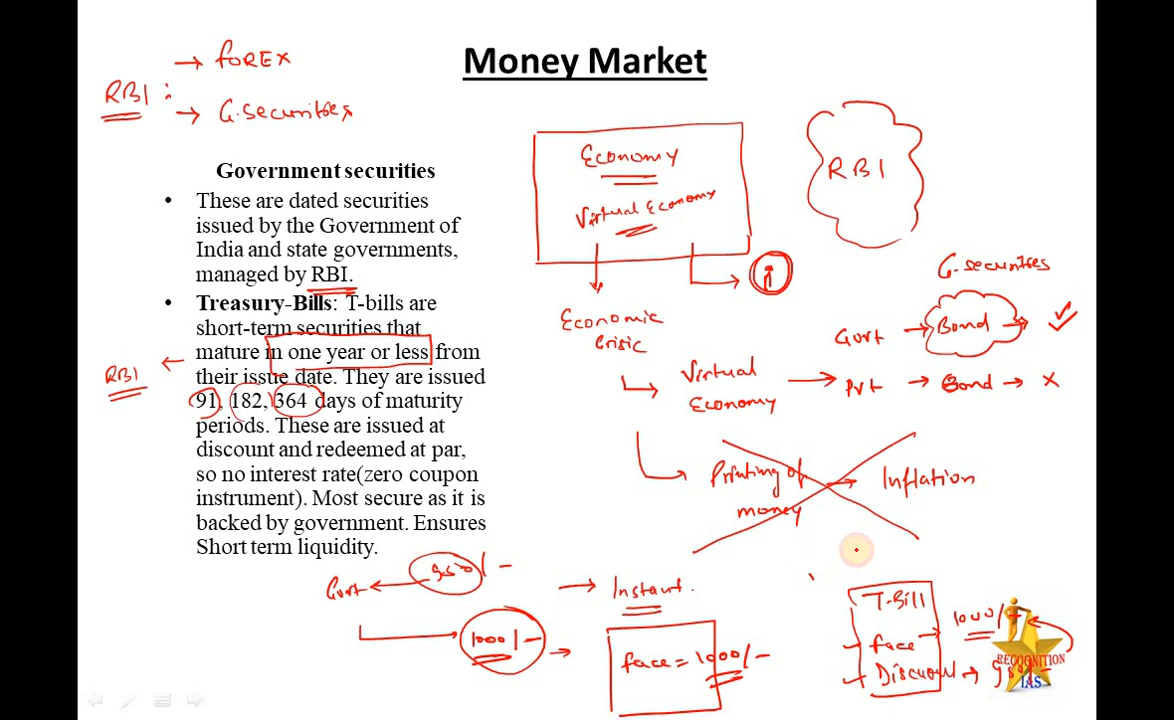 Money Market
→ forEx
RBI :
→ G.securities
Government securities
• These are dated securities
issued by the Government of
India and state governments,
managed by RBI.
• Treasury-Bills: T-bills are
short-term securities that
mature in one year or less from
their issue date. They are issued
91, 182, 364 days of maturity
periods. These are issued at
discount and redeemed at par,
so no interest rate(zero coupon
instrument). Most secure as it is
backed by government. Ensures
Short term liquidity.
RBI ←
Economy
Virtual Economy
RBI
i
G-securities
Economic
Crisic
Govt → Bond → ✓
Virtual
Economy
→ Pvt → Bond → x
Printing of
money
→ Inflation
Govt ← 950/-
1000/-
→ Instant.
face = 1000/-
T-Bill
face → 1000/-
Discount →
RECOGNITION
IAS